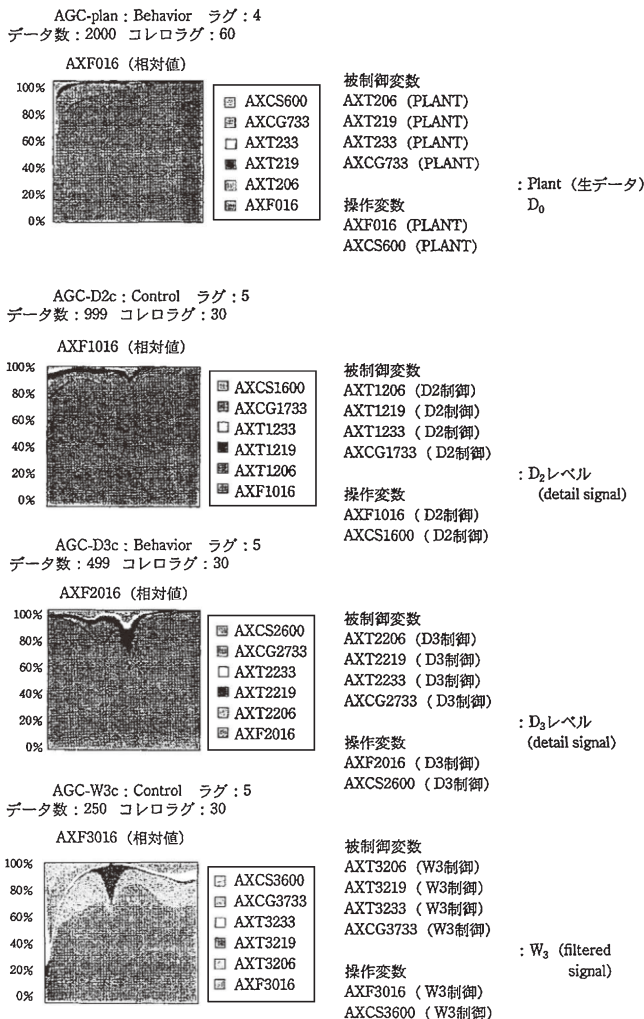 AGC-plan : Behavior ラグ : 4
データ数 : 2000 コレロラグ : 60
AXF016（相対値）
100%
80%
60%
40%
20%
0%
AXCS600
AXCG733
AXT233
AXT219
AXT206
AXF016
被制御変数
AXT206 (PLANT)
AXT219 (PLANT)
AXT233 (PLANT)
AXCG733 (PLANT)
操作変数
AXF016 (PLANT)
AXCS600 (PLANT)
: Plant（生データ）
D₀
AGC-D2c : Control ラグ : 5
データ数 : 999 コレロラグ : 30
AXF1016（相対値）
100%
80%
60%
40%
20%
0%
AXCS1600
AXCG1733
AXT1233
AXT1219
AXT1206
AXF1016
被制御変数
AXT1206 (D2制御)
AXT1219 ( D2制御)
AXT1233 ( D2制御)
AXCG1733 ( D2制御)
操作変数
AXF1016 ( D2制御)
AXCS1600 ( D2制御)
: D₂レベル
(detail signal)
AGC-D3c : Behavior ラグ : 5
データ数 : 499 コレロラグ : 30
AXF2016（相対値）
100%
80%
60%
40%
20%
0%
AXCS2600
AXCG2733
AXT2233
AXT2219
AXT2206
AXF2016
被制御変数
AXT2206 (D3制御)
AXT2219 ( D3制御)
AXT2233 ( D3制御)
AXCG2733 ( D3制御)
操作変数
AXF2016 ( D3制御)
AXCS2600 ( D3制御)
: D₃レベル
(detail signal)
AGC-W3c : Control ラグ : 5
データ数 : 250 コレロラグ : 30
AXF3016（相対値）
100%
80%
60%
40%
20%
0%
AXCS3600
AXCG3733
AXT3233
AXT3219
AXT3206
AXF3016
被制御変数
AXT3206 (W3制御)
AXT3219 ( W3制御)
AXT3233 ( W3制御)
AXCG3733 (W3制御)
操作変数
AXF3016 ( W3制御)
AXCS3600 ( W3制御)
: W₃ (filtered
signal)